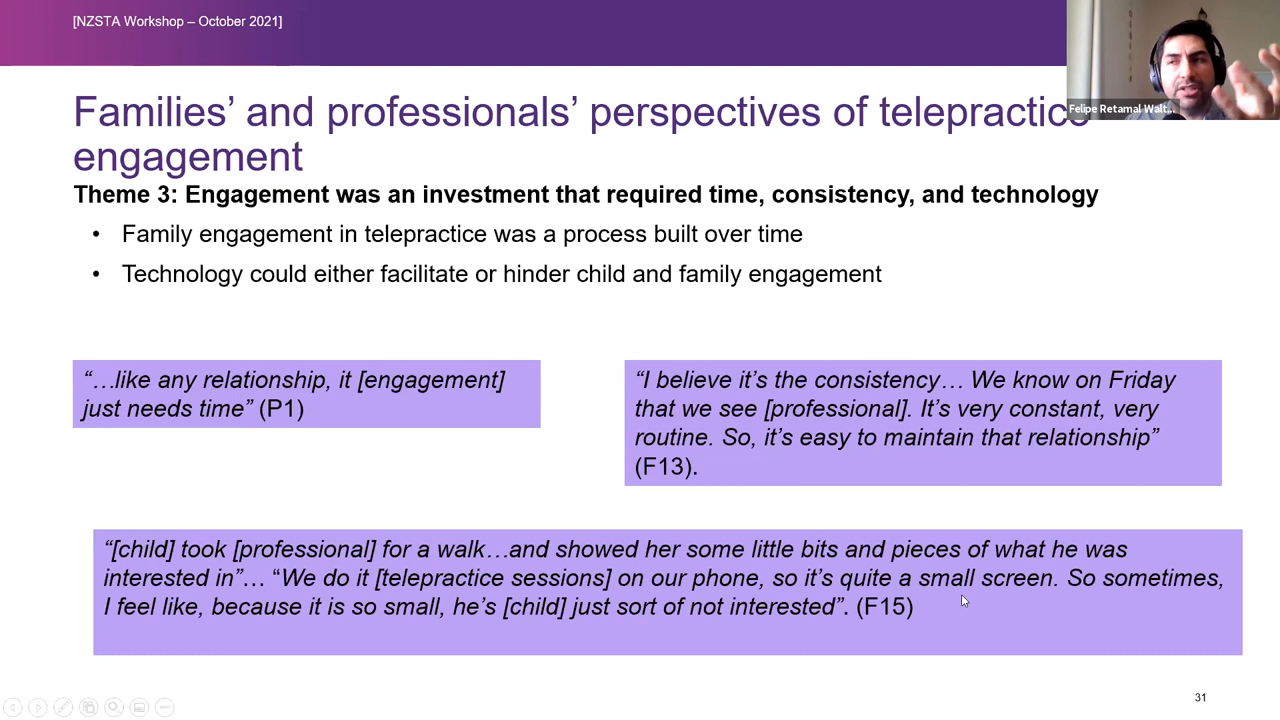 [NZSTA Workshop – October 2021]
Felipe Retamal Walt...
Families’ and professionals’ perspectives of telepractice
engagement
Theme 3: Engagement was an investment that required time, consistency, and technology
• Family engagement in telepractice was a process built over time
• Technology could either facilitate or hinder child and family engagement
“…like any relationship, it [engagement]
just needs time” (P1)
“I believe it’s the consistency… We know on Friday
that we see [professional]. It’s very constant, very
routine. So, it’s easy to maintain that relationship”
(F13).
“[child] took [professional] for a walk…and showed her some little bits and pieces of what he was
interested in”… “We do it [telepractice sessions] on our phone, so it’s quite a small screen. So sometimes,
I feel like, because it is so small, he’s [child] just sort of not interested”. (F15)
31